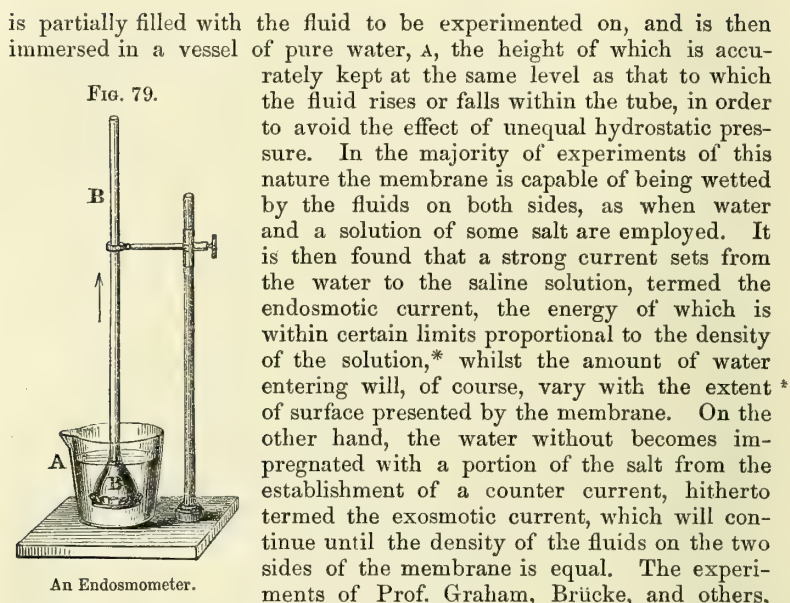 is partially filled with the fluid to be experimented on, and is then
immersed in a vessel of pure water, A, the height of which is accu-
rately kept at the same level as that to which
the fluid rises or falls within the tube, in order
to avoid the effect of unequal hydrostatic pres-
sure. In the majority of experiments of this
nature the membrane is capable of being wetted
by the fluids on both sides, as when water
and a solution of some salt are employed. It
is then found that a strong current sets from
the water to the saline solution, termed the
endosmotic current, the energy of which is
within certain limits proportional to the density
of the solution,* whilst the amount of water
entering will, of course, vary with the extent *
of surface presented by the membrane. On the
other hand, the water without becomes im-
pregnated with a portion of the salt from the
establishment of a counter current, hitherto
termed the exosmotic current, which will con-
tinue until the density of the fluids on the two
sides of the membrane is equal. The experi-
ments of Prof. Graham, Brücke, and others,
FIG. 79.
B
A
B
An Endosmometer.